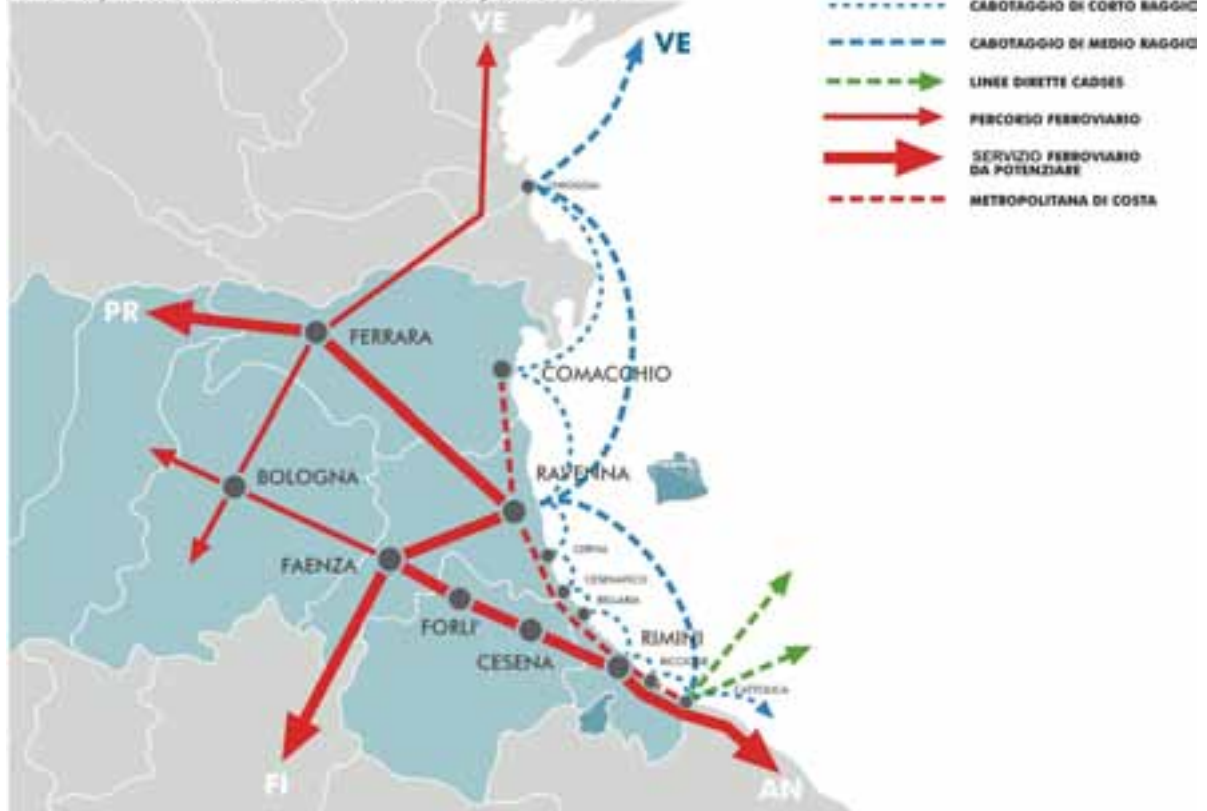 CABOTAGGIO DI CORTO RAGGIO
CABOTAGGIO DI MEDIO RAGGIO
LINEE DIRETTE CADSES
PERCORSO FERROVIARIO
SERVIZIO FERROVIARIO
DA POTENZIARE
METROPOLITANA DI COSTA
VE
VE
PR
FERRARA
COMACCHIO
BOLOGNA
RAVENNA
FAENZA
CERVIA
CESENATICO
BELLARIA
FORLI'
RIMINI
CESENA
RICCIONE
CATTOLICA
FI
AN